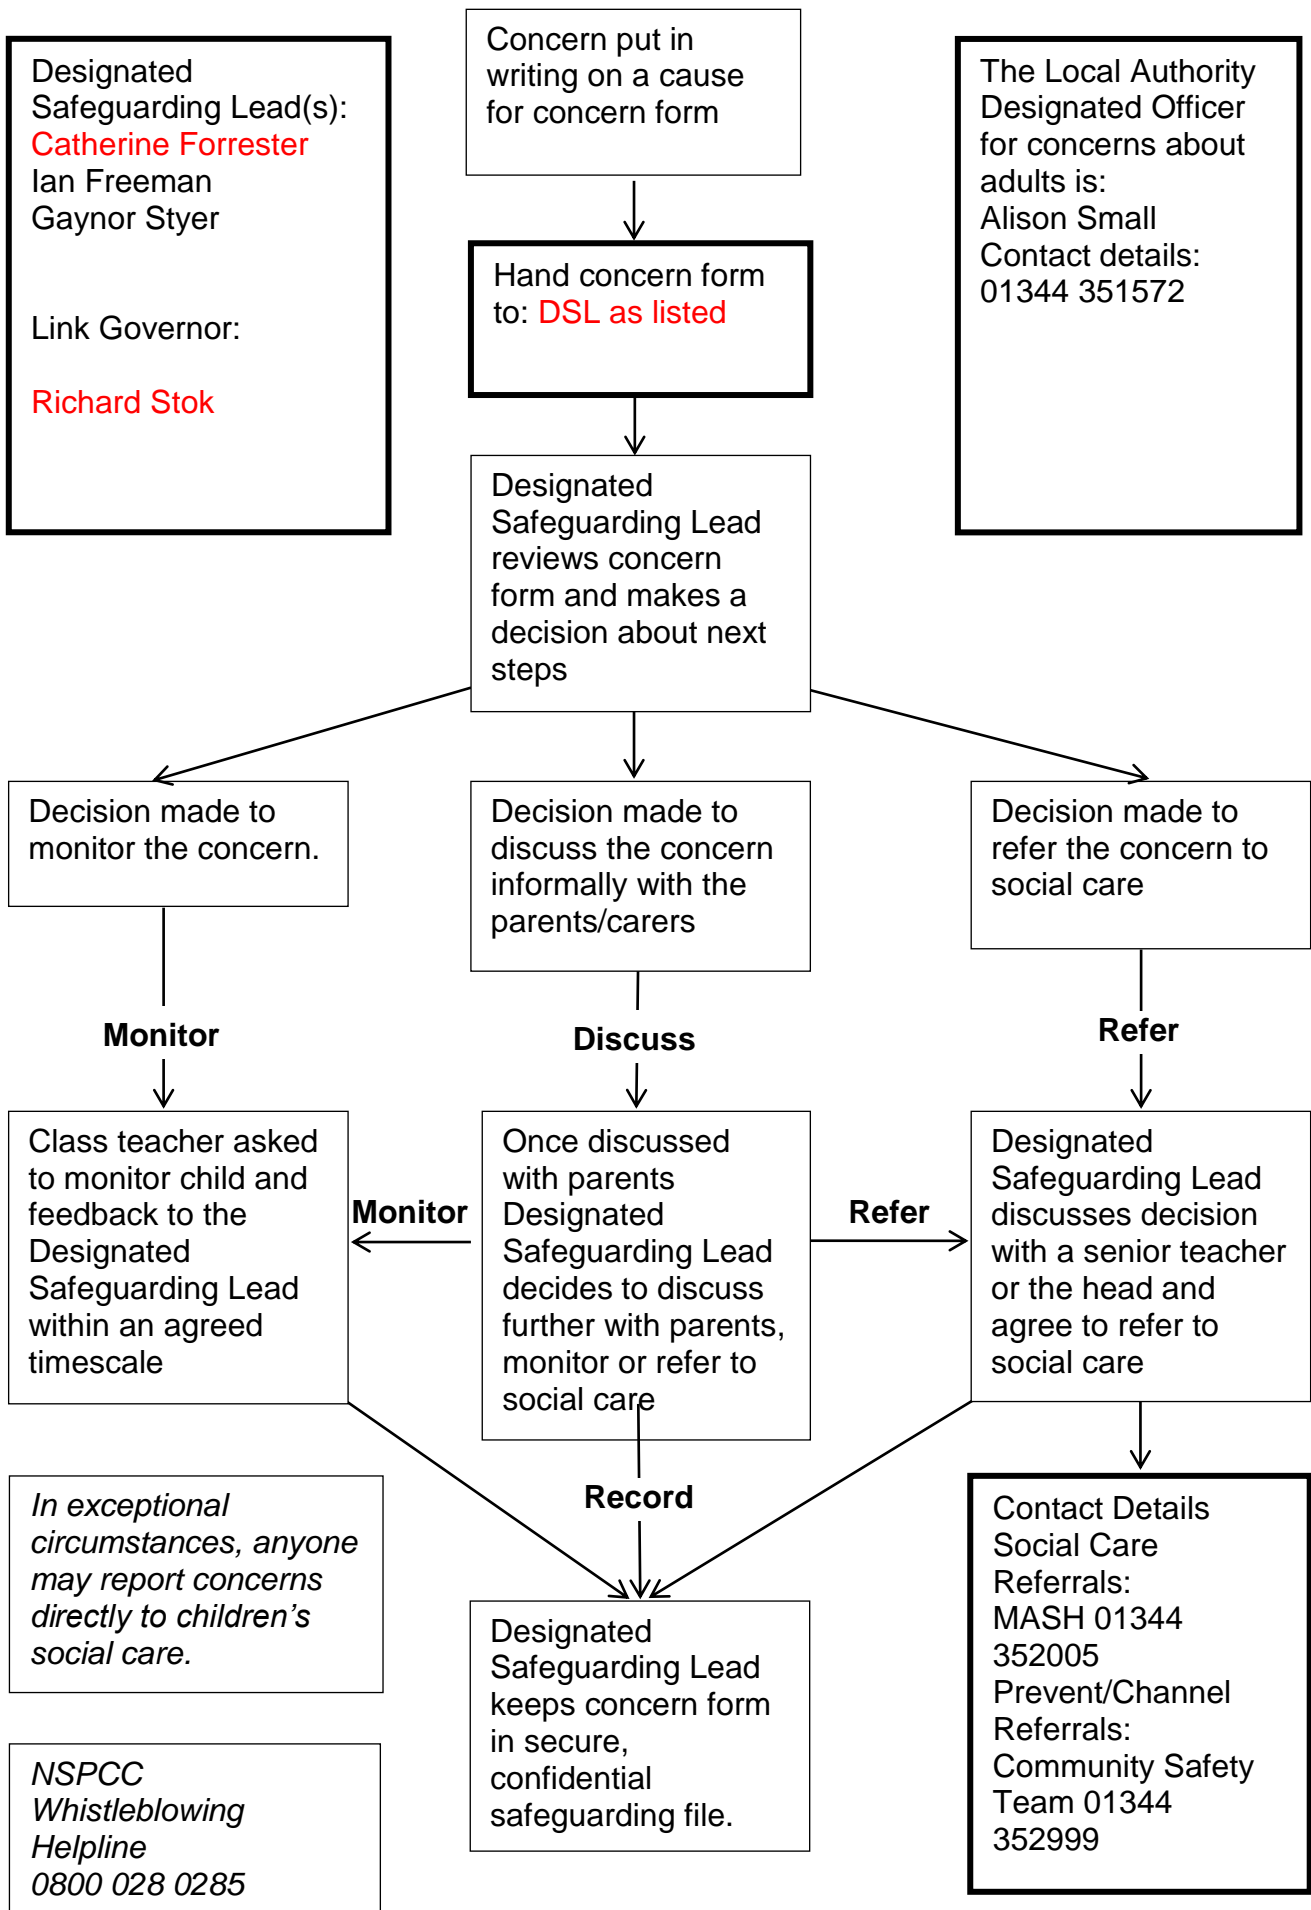 Designated
Safeguarding Lead(s):
Catherine Forrester
Ian Freeman
Gaynor Styer
Link Governor:
Richard Stok
Concern put in
writing on a cause
for concern form
The Local Authority
Designated Officer
for concerns about
adults is:
Alison Small
Contact details:
01344 351572
Hand concern form
to: DSL as listed
Designated
Safeguarding Lead
reviews concern
form and makes a
decision about next
steps
Decision made to
monitor the concern.
Decision made to
discuss the concern
informally with the
parents/carers
Decision made to
refer the concern to
social care
Monitor
Discuss
Refer
Class teacher asked
to monitor child and
feedback to the
Designated
Safeguarding Lead
within an agreed
timescale
Monitor
Once discussed
with parents
Designated
Safeguarding Lead
decides to discuss
further with parents,
monitor or refer to
social care
Refer
Designated
Safeguarding Lead
discusses decision
with a senior teacher
or the head and
agree to refer to
social care
Record
In exceptional
circumstances, anyone
may report concerns
directly to children’s
social care.
Designated
Safeguarding Lead
keeps concern form
in secure,
confidential
safeguarding file.
Contact Details
Social Care
Referrals:
MASH 01344
352005
Prevent/Channel
Referrals:
Community Safety
Team 01344
352999
NSPCC
Whistleblowing
Helpline
0800 028 0285